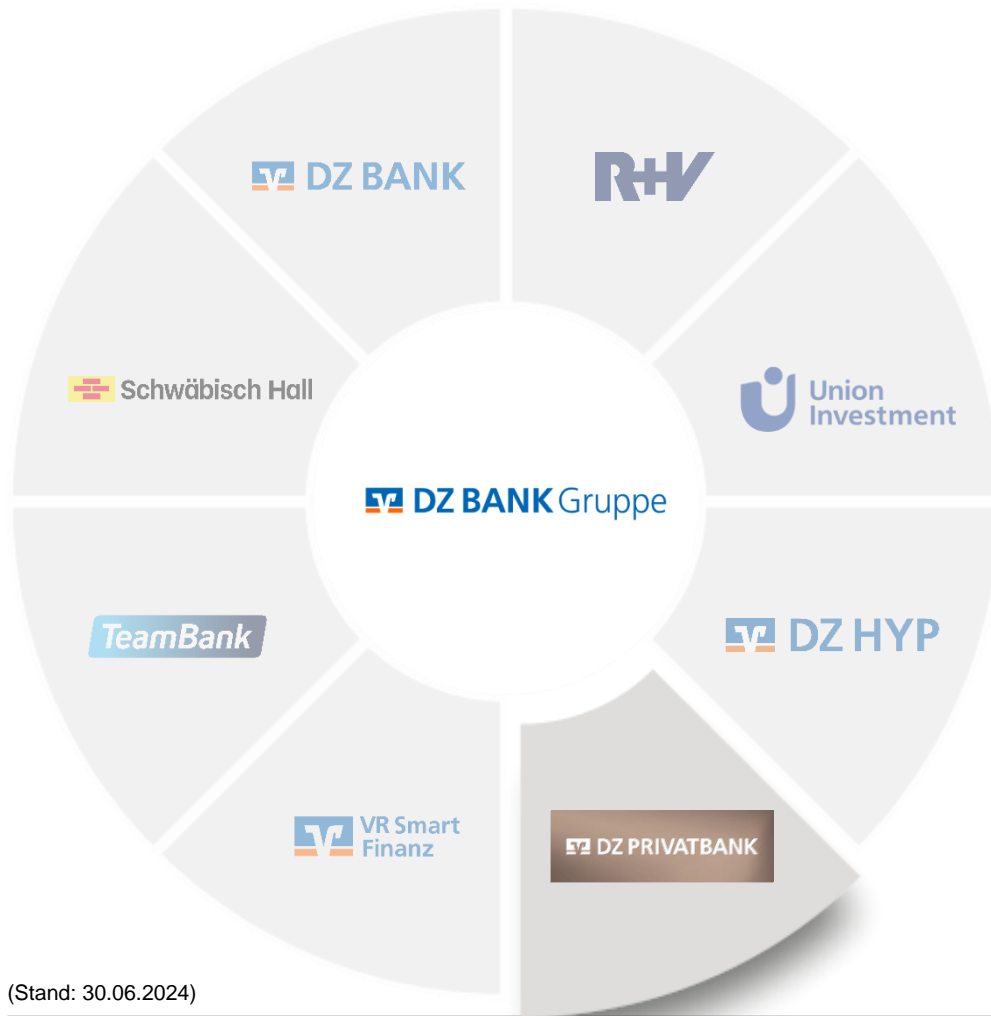 DZ BANK
R+V
Schwäbisch Hall
Union
Investment
DZ BANK Gruppe
TeamBank
DZ HYP
VR Smart
Finanz
DZ PRIVATBANK
(Stand: 30.06.2024)